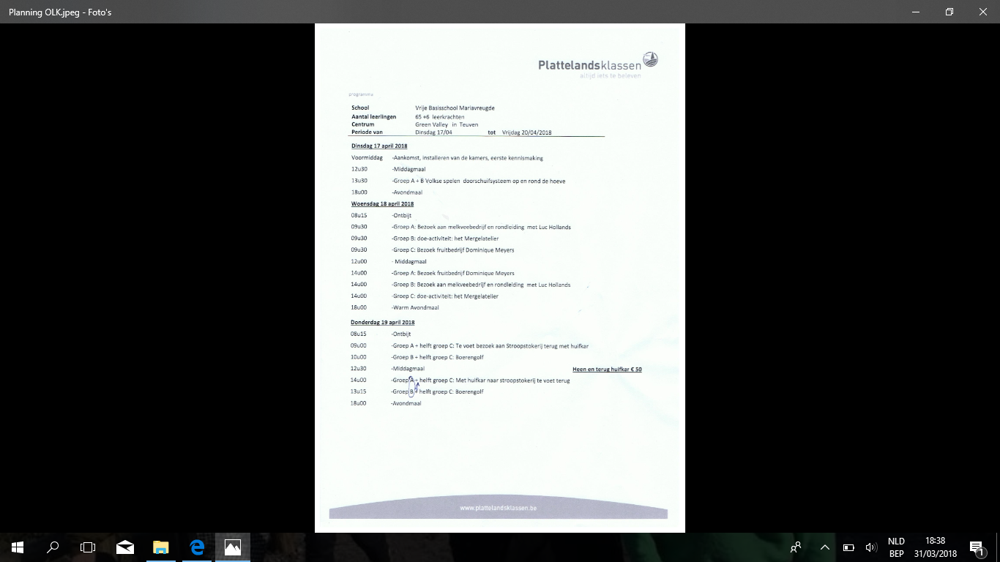 Planning OLK.jpeg - Foto's
Plattelandsklassen
altijd iets te beleven
programma
School Vrije Basisschool Mariavreugde
Aantal leerlingen 65 +6 leerkrachten
Centrum Green Valley in Teuven
Periode van Dinsdag 17/04 tot Vrijdag 20/04/2018
Dinsdag 17 april 2018
Voormiddag -Aankomst, installeren van de kamers, eerste kennismaking
12u30 -Middagmaal
13u30 -Groep A + B Volkse spelen doorschuifsysteem op en rond de hoeve
18u00 -Avondmaal
Woensdag 18 april 2018
08u15 -Ontbijt
09u30 -Groep A: Bezoek aan melkveebedrijf en rondleiding met Luc Hollands
09u30 -Groep B: doe-activiteit: het Mergelatelier
09u30 -Groep C: Bezoek fruitbedrijf Dominique Meyers
12u00 - Middagmaal
14u00 -Groep A: Bezoek fruitbedrijf Dominique Meyers
14u00 -Groep B: Bezoek aan melkveebedrijf en rondleiding met Luc Hollands
14u00 -Groep C: doe-activiteit: het Mergelatelier
18u00 -Warm Avondmaal
Donderdag 19 april 2018
08u15 -Ontbijt
09u00 -Groep A + helft groep C: Te voet bezoek aan Stroopstokerij terug met huifkar
10u00 -Groep B + helft groep C: Boerengolf
12u30 -Middagmaal Heen en terug huifkar € 50
14u00 -Groep A + helft groep C: Met huifkar naar stroopstokerij te voet terug
13u15 -Groep B + helft groep C: Boerengolf
18u00 -Avondmaal
www.plattelandsklassen.be
NLD 18:38
BEP 31/03/2018 1